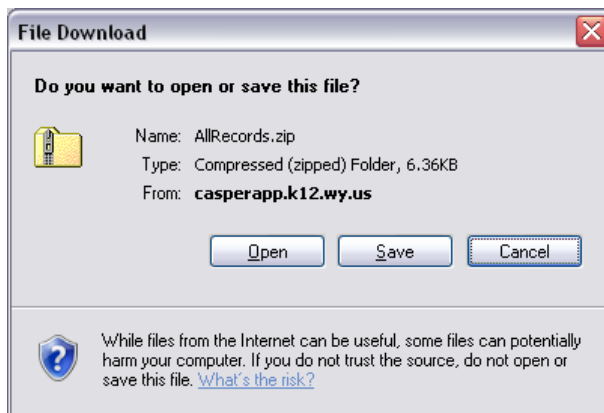 File Download
Do you want to open or save this file?
Name: AllRecords.zip
Type: Compressed (zipped) Folder, 6.36KB
From: casperapp.k12.wy.us
Open Save Cancel
While files from the Internet can be useful, some files can potentially
harm your computer. If you do not trust the source, do not open or
save this file. What's the risk?